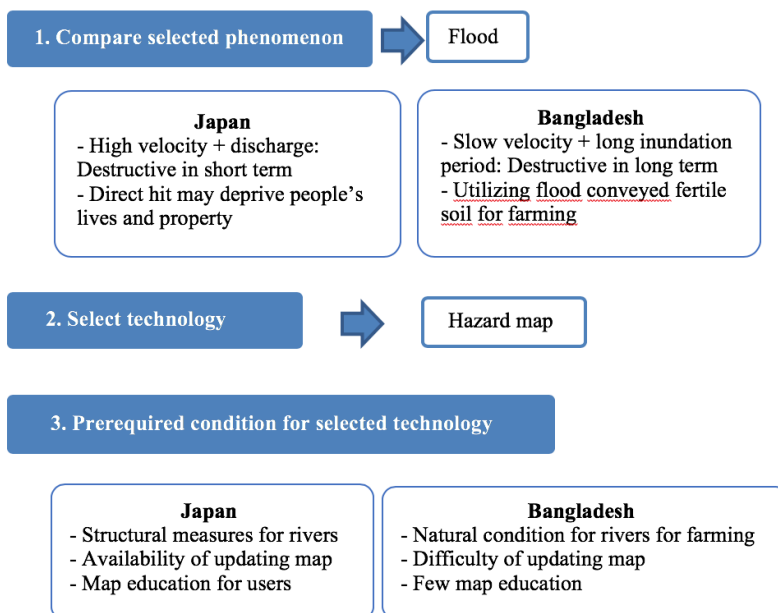 1. Compare selected phenomenon
Flood
Japan
- High velocity + discharge:
Destructive in short term
- Direct hit may deprive people's
lives and property
Bangladesh
- Slow velocity + long inundation
period: Destructive in long term
- Utilizing flood conveyed fertile
soil for farming
2. Select technology
Hazard map
3. Prerequired condition for selected technology
Japan
- Structural measures for rivers
- Availability of updating map
- Map education for users
Bangladesh
- Natural condition for rivers for farming
- Difficulty of updating map
- Few map education